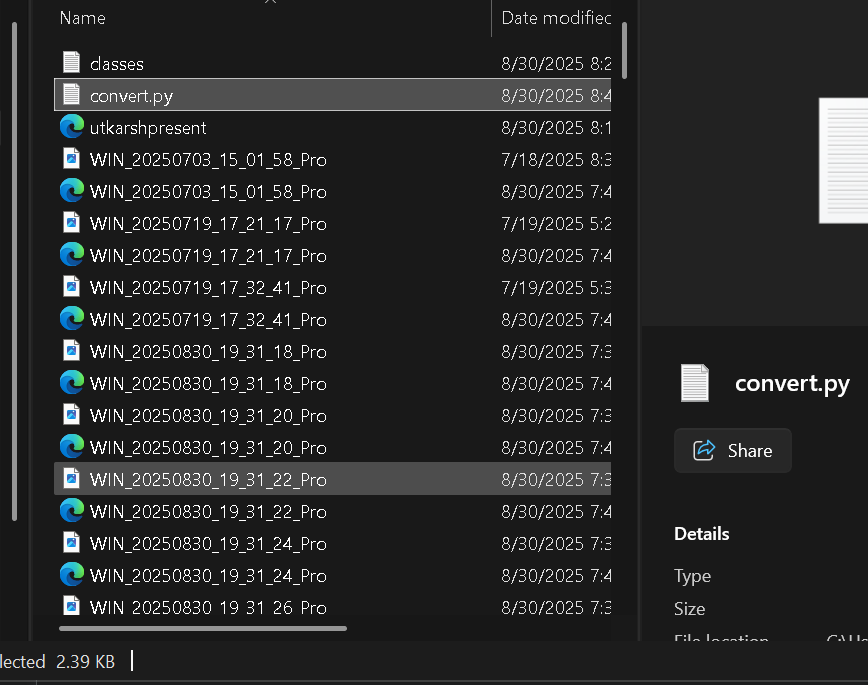 Name Date modified
classes 8/30/2025 8:2
convert.py 8/30/2025 8:4
utkarshpresent 8/30/2025 8:1
WIN_20250703_15_01_58_Pro 7/18/2025 8:3
WIN_20250703_15_01_58_Pro 8/30/2025 7:4
WIN_20250719_17_21_17_Pro 7/19/2025 5:2
WIN_20250719_17_21_17_Pro 8/30/2025 7:4
WIN_20250719_17_32_41_Pro 7/19/2025 5:3
WIN_20250719_17_32_41_Pro 8/30/2025 7:4
WIN_20250830_19_31_18_Pro 8/30/2025 7:3
WIN_20250830_19_31_18_Pro 8/30/2025 7:4
WIN_20250830_19_31_20_Pro 8/30/2025 7:3
WIN_20250830_19_31_20_Pro 8/30/2025 7:4
WIN_20250830_19_31_22_Pro 8/30/2025 7:3
WIN_20250830_19_31_22_Pro 8/30/2025 7:4
WIN_20250830_19_31_24_Pro 8/30/2025 7:3
WIN_20250830_19_31_24_Pro 8/30/2025 7:4
WIN_20250830_19_31_26_Pro 8/30/2025 7:3
convert.py
Share
Details
Type
Size
File location C:\Us
lected 2.39 KB